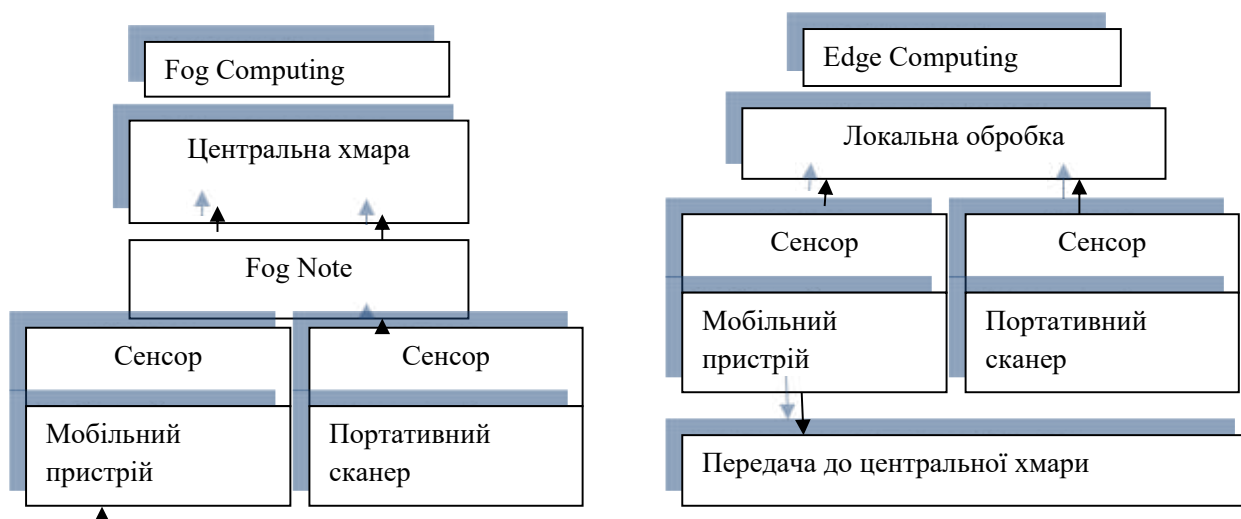 Fog Computing
Центральна хмара
Fog Note
Сенсор
Сенсор
Мобільний
пристрій
Портативний
сканер
Edge Computing
Локальна обробка
Сенсор
Сенсор
Мобільний
пристрій
Портативний
сканер
Передача до центральної хмари